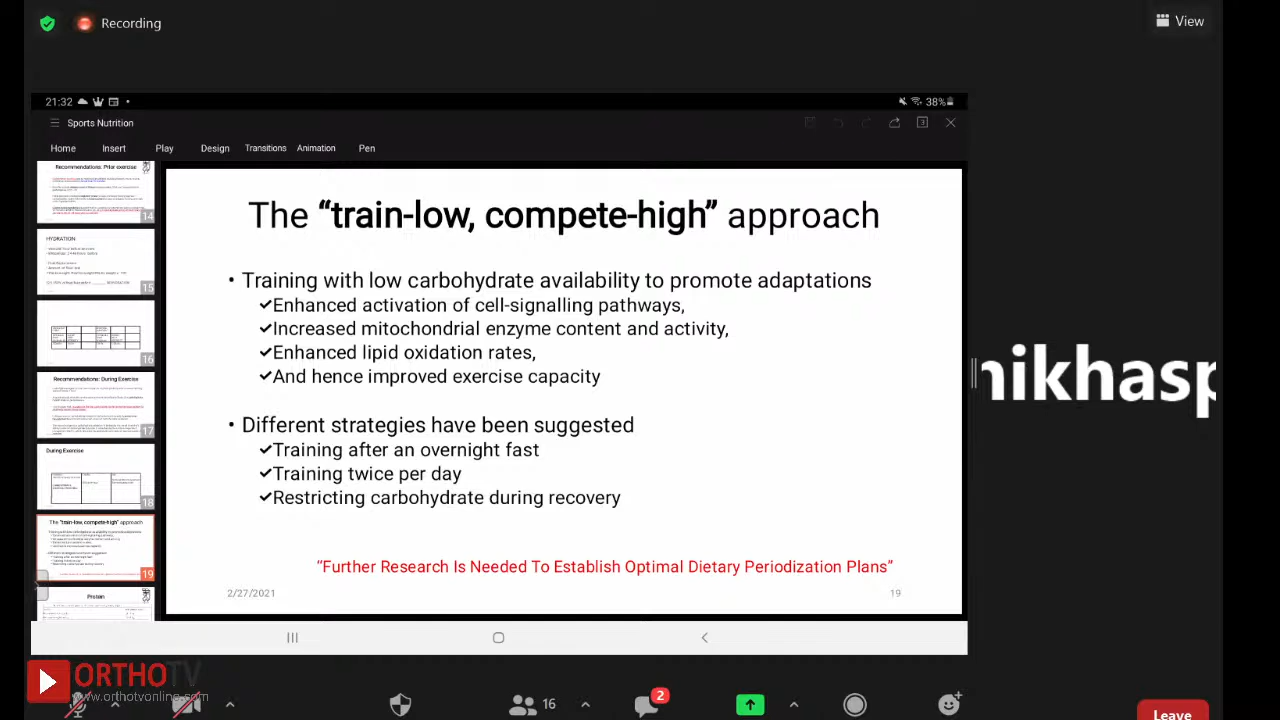 Recording
View
21:32
38%
Sports Nutrition
3
Home Insert Play Design Transitions Animation Pen
Recommendations: Prior exercise
14
HYDRATION
15
16
Recommendations: During Exercise
17
During Exercise
18
The "train-low, compete-high" approach
19
Protein
The “train-low, compete-high” approach
• Training with low carbohydrate availability to promote adaptations
✔Enhanced activation of cell-signalling pathways,
✔Increased mitochondrial enzyme content and activity,
✔Enhanced lipid oxidation rates,
✔And hence improved exercise capacity
• Different strategies have been suggested
✔Training after an overnight fast
✔Training twice per day
✔Restricting carbohydrate during recovery
“Further Research Is Needed To Establish Optimal Dietary Periodization Plans”
2/27/2021
19
nikhasp
ORTHOTV
www.orthotvonline.com
16
2
Leave